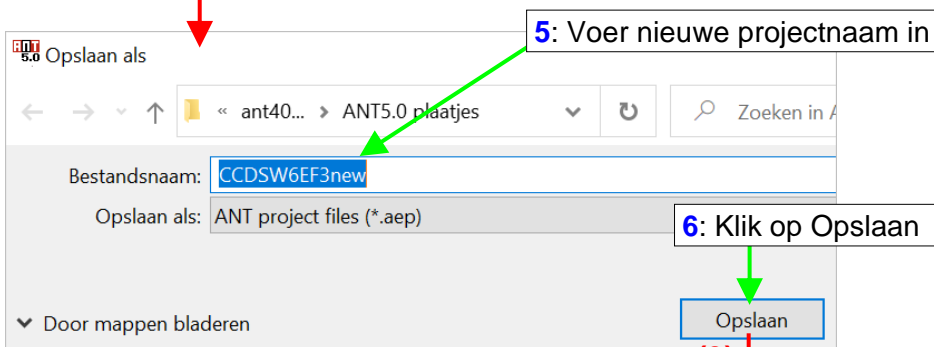 5: Voer nieuwe projectnaam in
ANT 5.0 Opslaan als
« ant40... > ANT5.0 plaatjes
Zoeken in A
Bestandsnaam: CCDSW6EF3new
Opslaan als: ANT project files (*.aep)
6: Klik op Opslaan
Door mappen bladeren
Opslaan